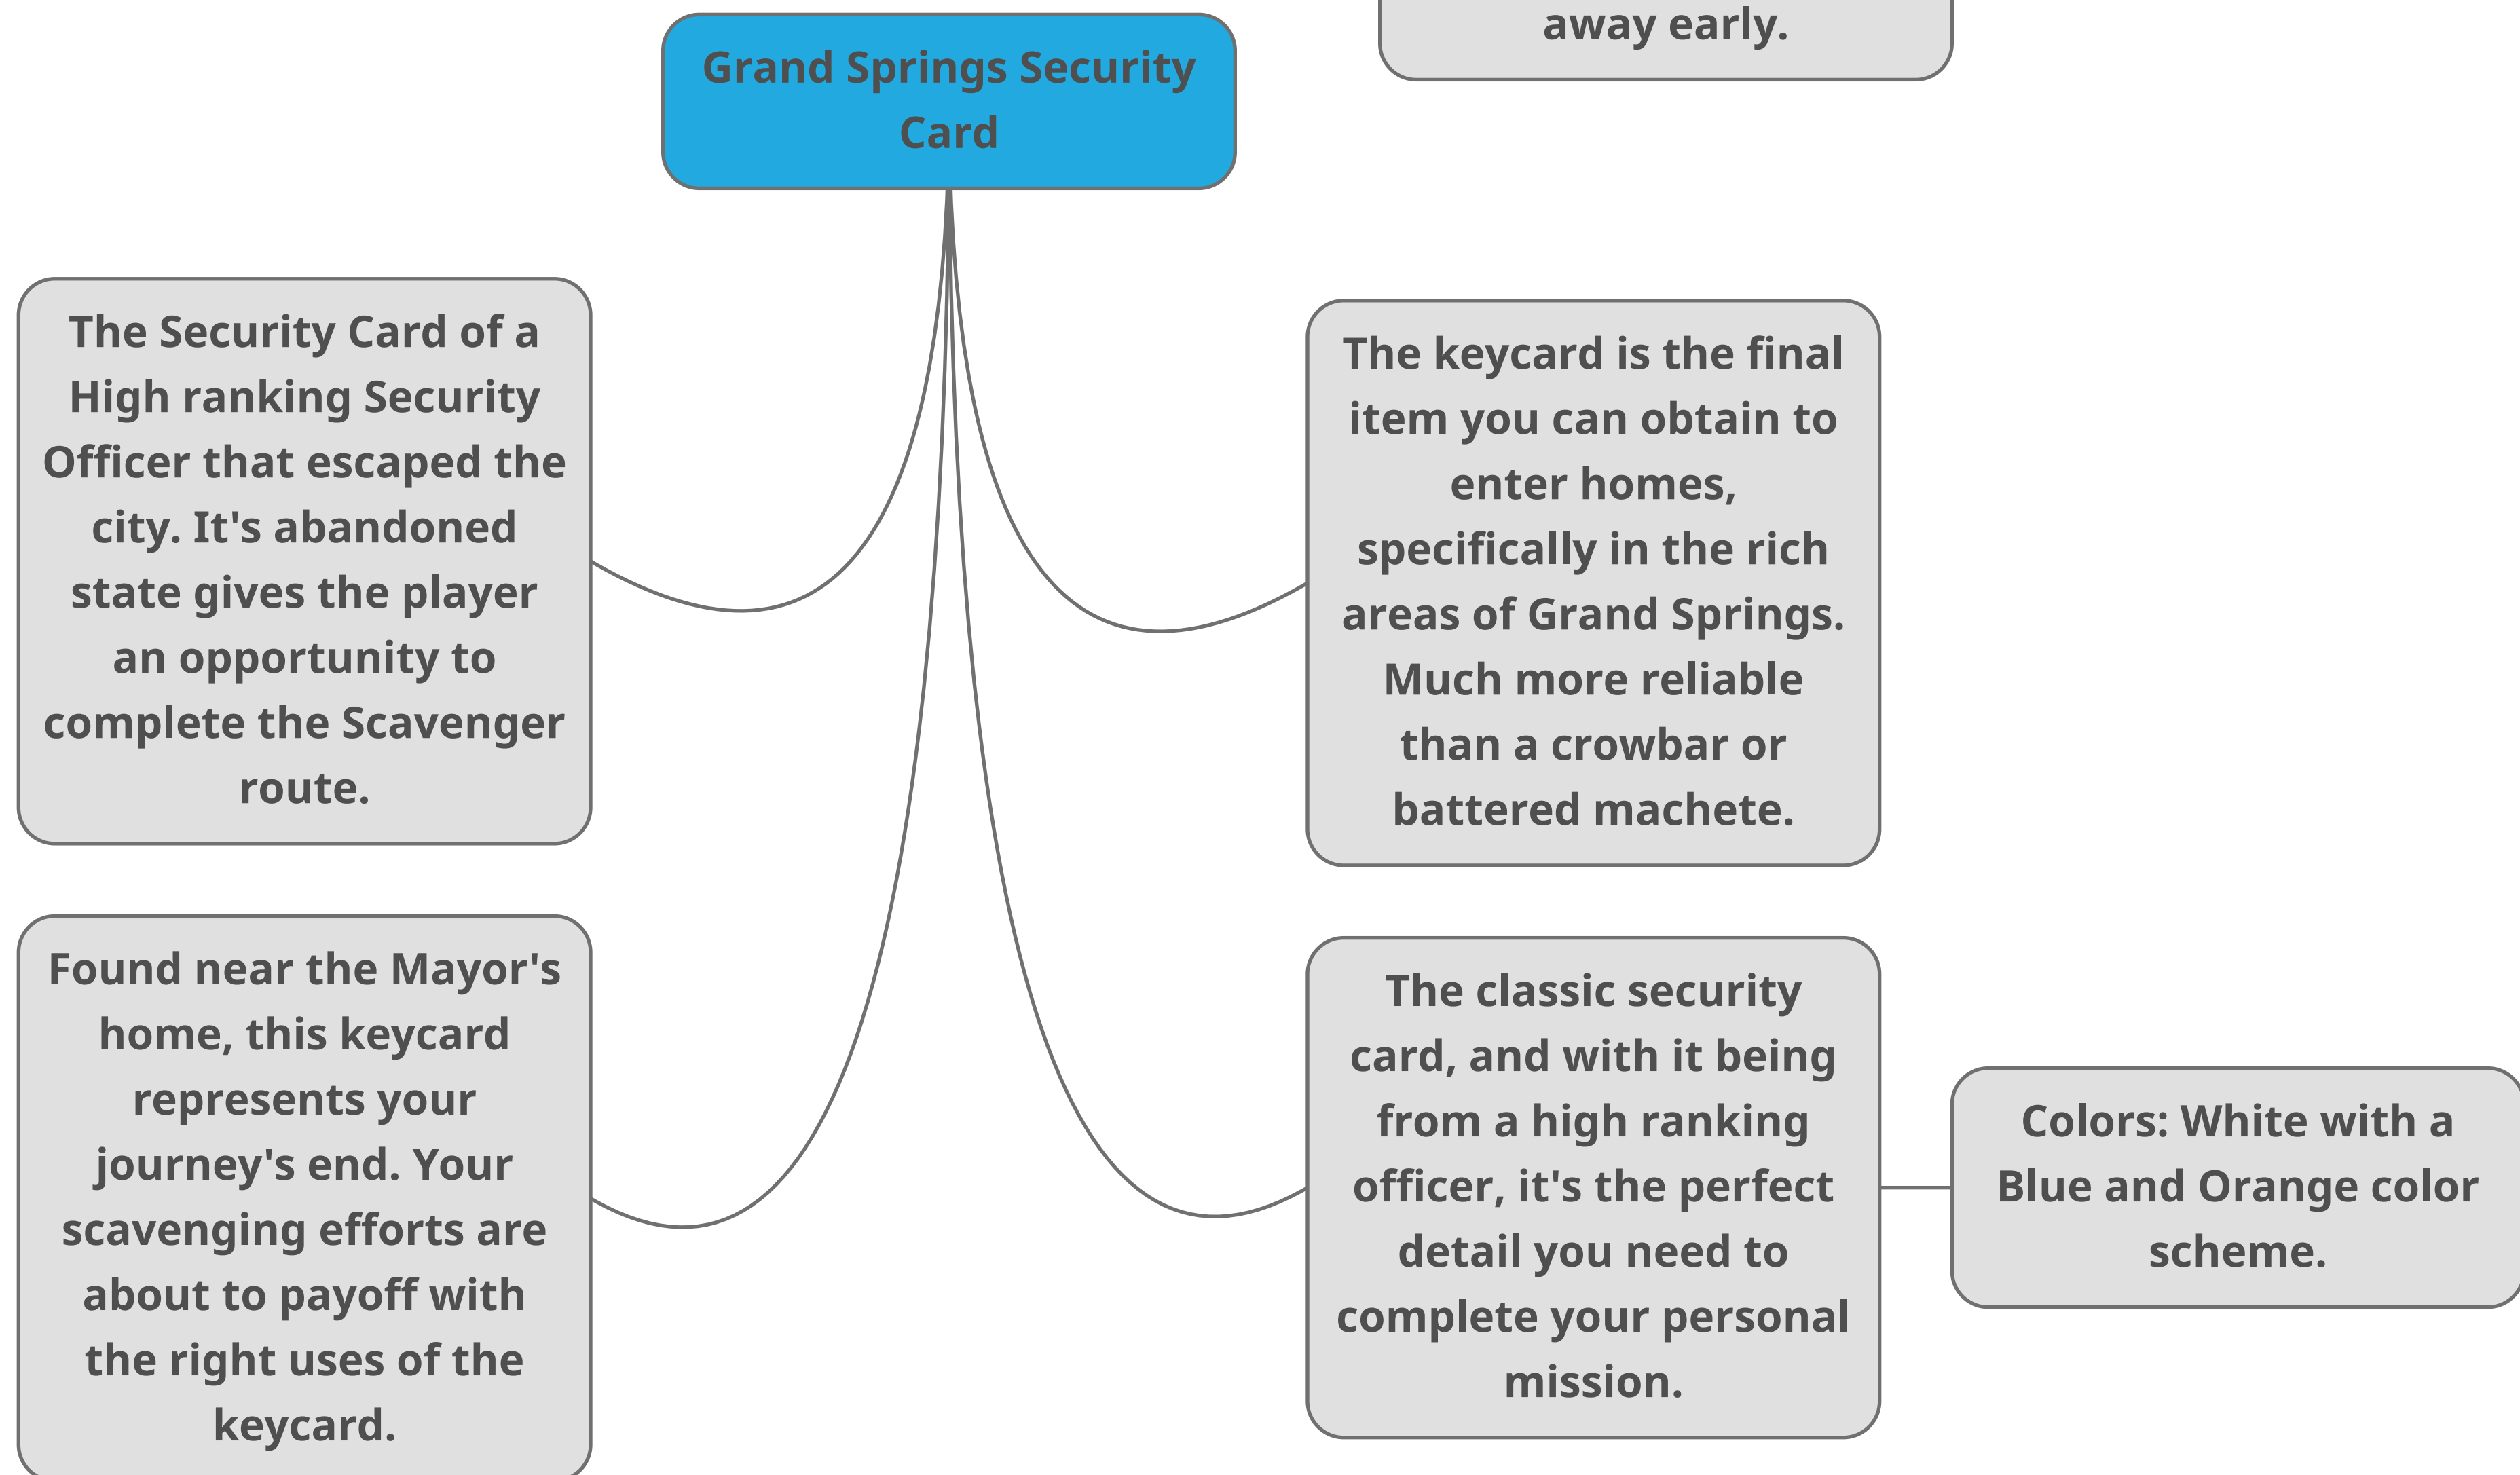 away early.
Grand Springs Security
Card
The Security Card of a
High ranking Security
Officer that escaped the
city. It's abandoned
state gives the player
an opportunity to
complete the Scavenger
route.
The keycard is the final
item you can obtain to
enter homes,
specifically in the rich
areas of Grand Springs.
Much more reliable
than a crowbar or
battered machete.
Found near the Mayor's
home, this keycard
represents your
journey's end. Your
scavenging efforts are
about to payoff with
the right uses of the
keycard.
The classic security
card, and with it being
from a high ranking
officer, it's the perfect
detail you need to
complete your personal
mission.
Colors: White with a
Blue and Orange color
scheme.